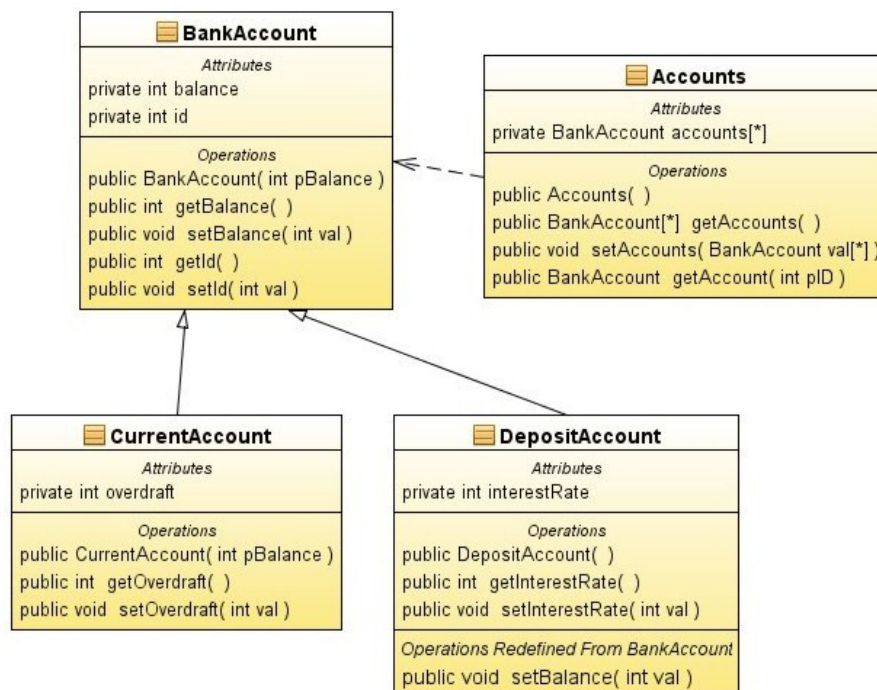 BankAccount
Attributes
private int balance
private int id
Operations
public BankAccount( int pBalance )
public int getBalance( )
public void setBalance( int val )
public int getId( )
public void setId( int val )
Accounts
Attributes
private BankAccount accounts[*]
Operations
public Accounts( )
public BankAccount[*] getAccounts( )
public void setAccounts( BankAccount val[*] )
public BankAccount getAccount( int pID )
CurrentAccount
Attributes
private int overdraft
Operations
public CurrentAccount( int pBalance )
public int getOverdraft( )
public void setOverdraft( int val )
DepositAccount
Attributes
private int interestRate
Operations
public DepositAccount( )
public int getInterestRate( )
public void setInterestRate( int val )
Operations Redefined From BankAccount
public void setBalance( int val )